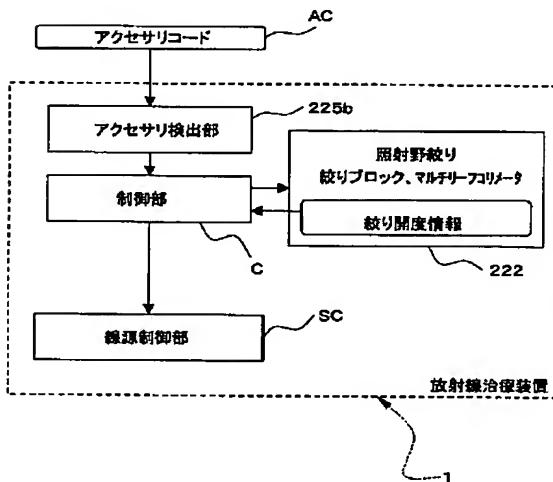 アクセサリコード
AC
アクセサリ検出部
225b
制御部
C
照射野絞り
絞りブロック、マルチリーフコリメータ
絞り開度情報
222
線源制御部
SC
放射線治療装置
1